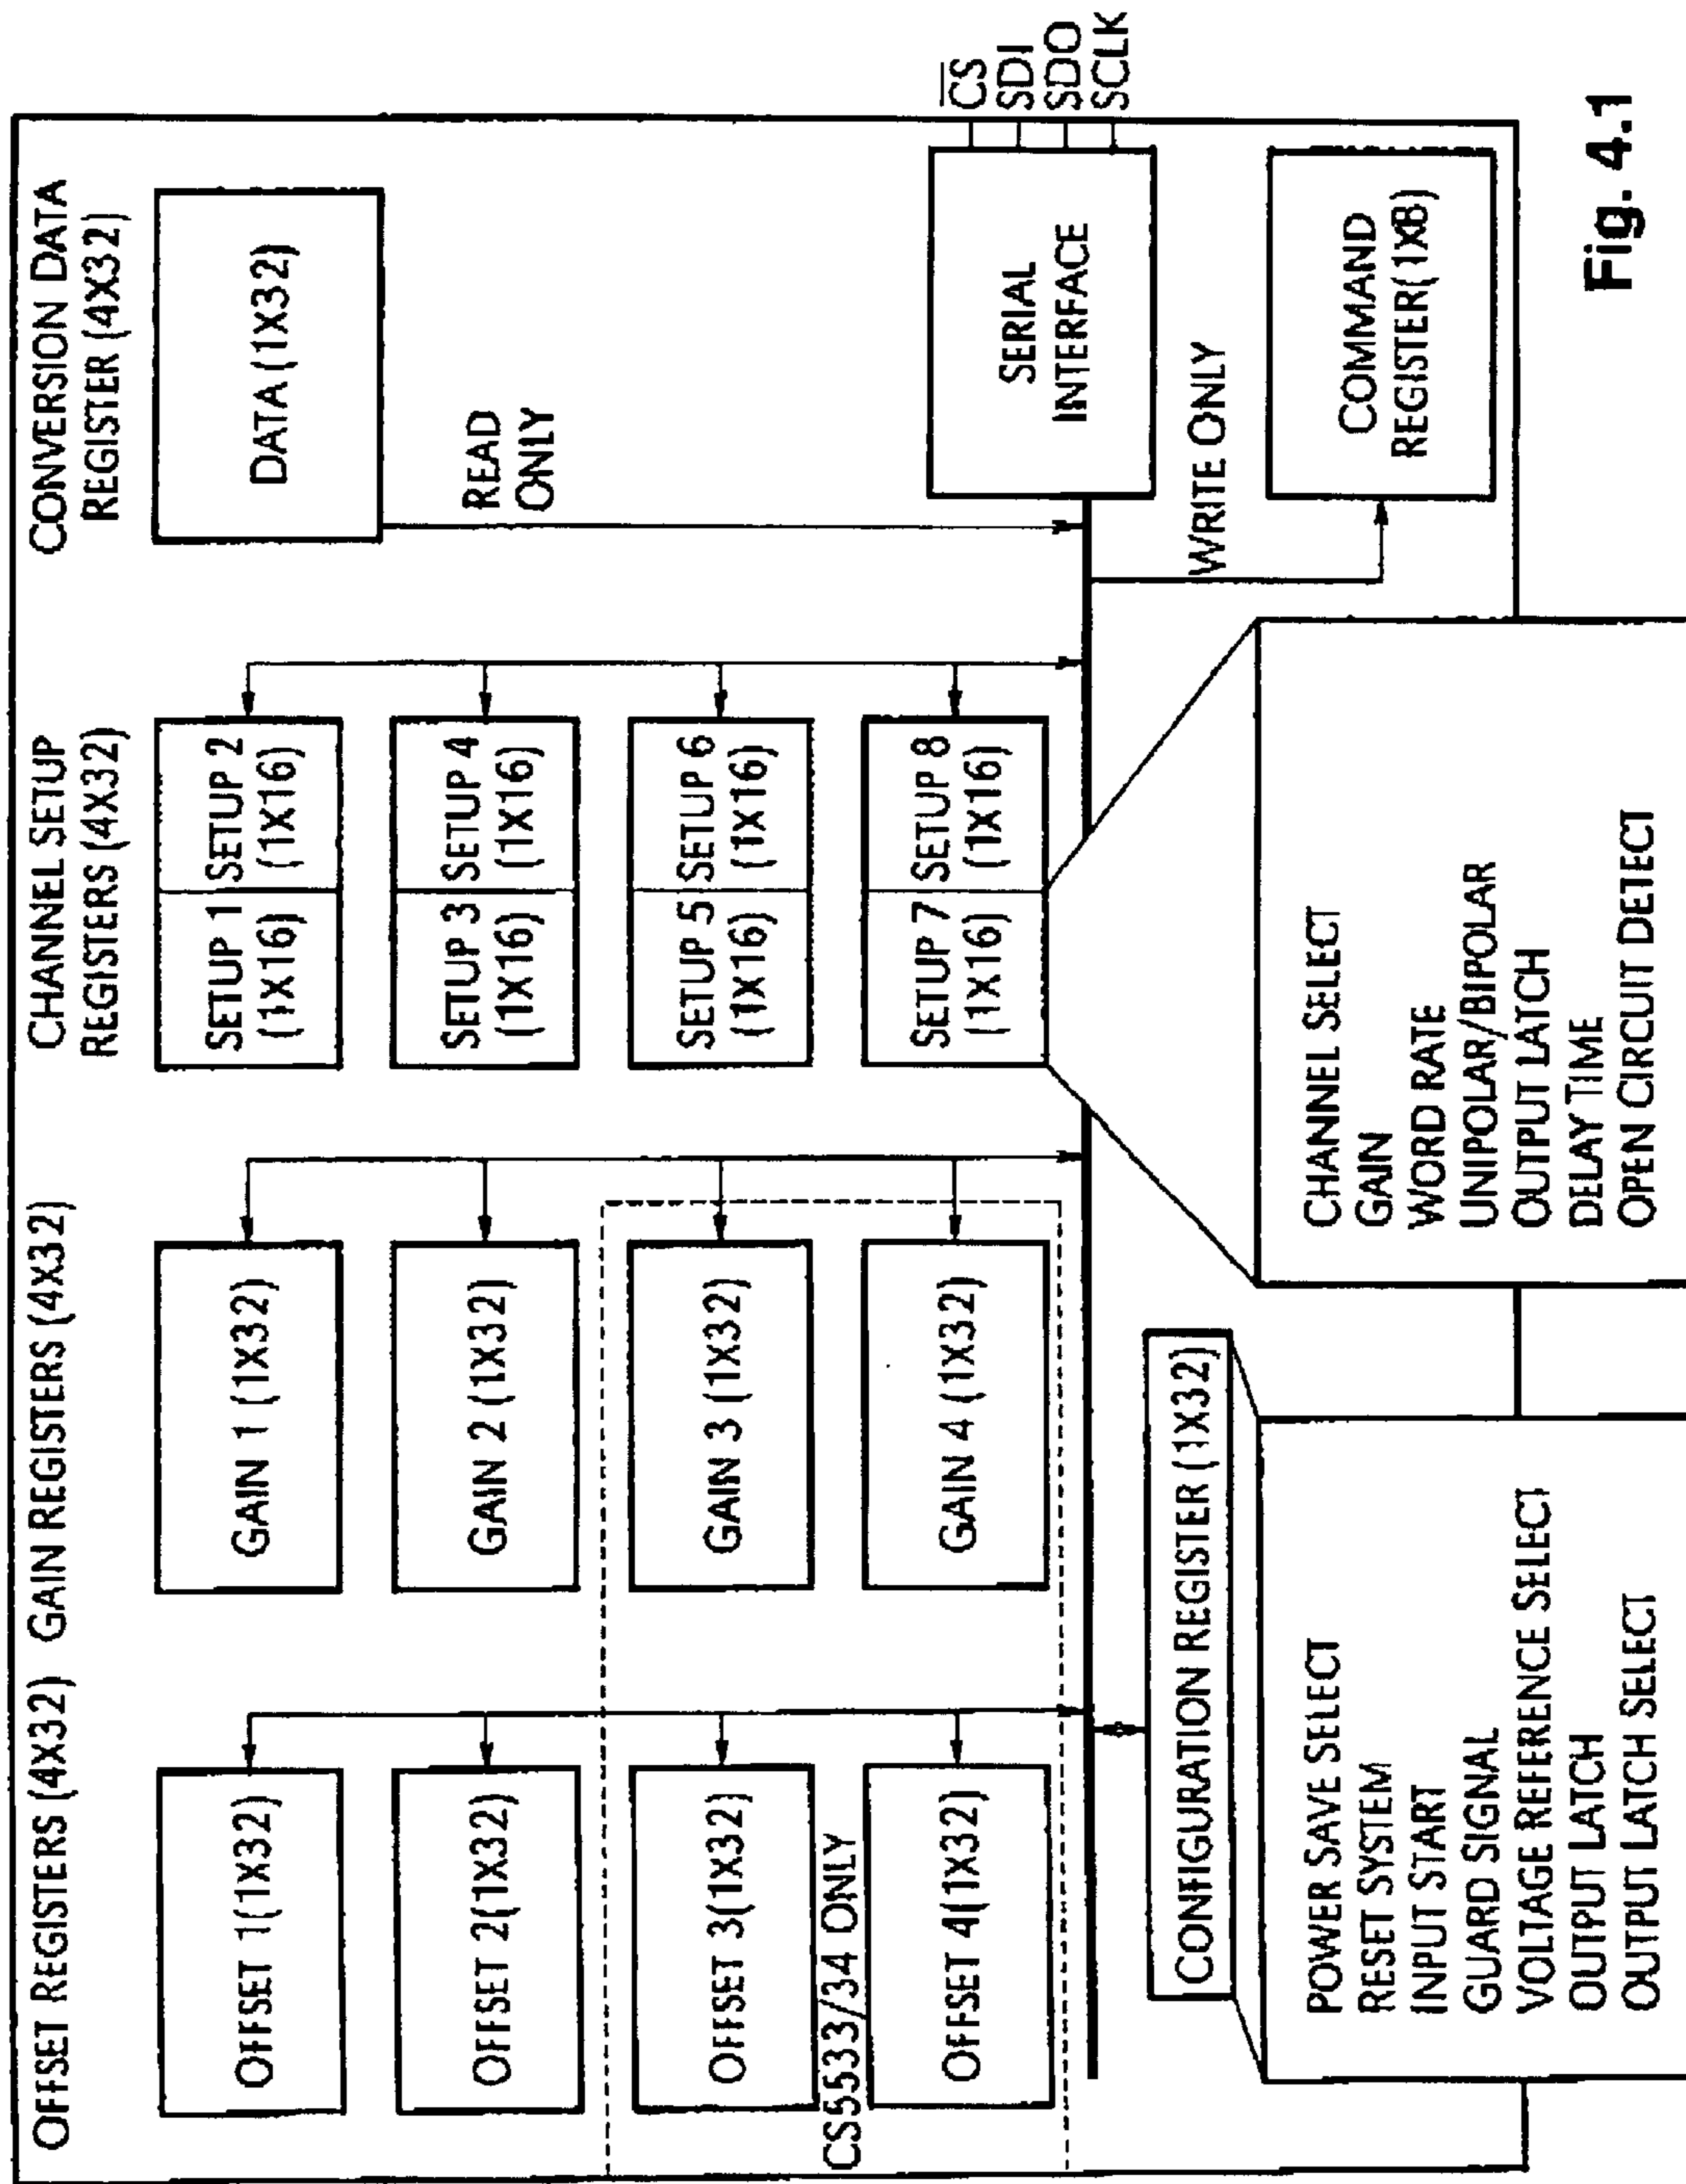 OFFSET REGISTERS (4X32)
GAIN REGISTERS (4X32)
CHANNEL SETUP
REGISTERS (4X32)
CONVERSION DATA
REGISTER (4X32)
OFFSET 1(1X32)
OFFSET 2(1X32)
OFFSET 3(1X32)
CS5533/34 ONLY
OFFSET 4(1X32)
GAIN 1 (1X32)
GAIN 2 (1X32)
GAIN 3 (1X32)
GAIN 4 (1X32)
SETUP 1
(1X16)
SETUP 2
(1X16)
SETUP 3
(1X16)
SETUP 4
(1X16)
SETUP 5
(1X16)
SETUP 6
(1X16)
SETUP 7
(1X16)
SETUP 8
(1X16)
DATA (1X32)
READ
ONLY
SERIAL
INTERFACE
CS
SDI
SDO
SCLK
WRITE ONLY
COMMAND
REGISTER(1X8)
CONFIGURATION REGISTER (1X32)
POWER SAVE SELECT
RESET SYSTEM
INPUT START
GUARD SIGNAL
VOLTAGE REFERENCE SELECT
OUTPUT LATCH
OUTPUT LATCH SELECT
CHANNEL SELECT
GAIN
WORD RATE
UNIPOLAR/BIPOLAR
OUTPUT LATCH
DELAY TIME
OPEN CIRCUIT DETECT
Fig. 4.1